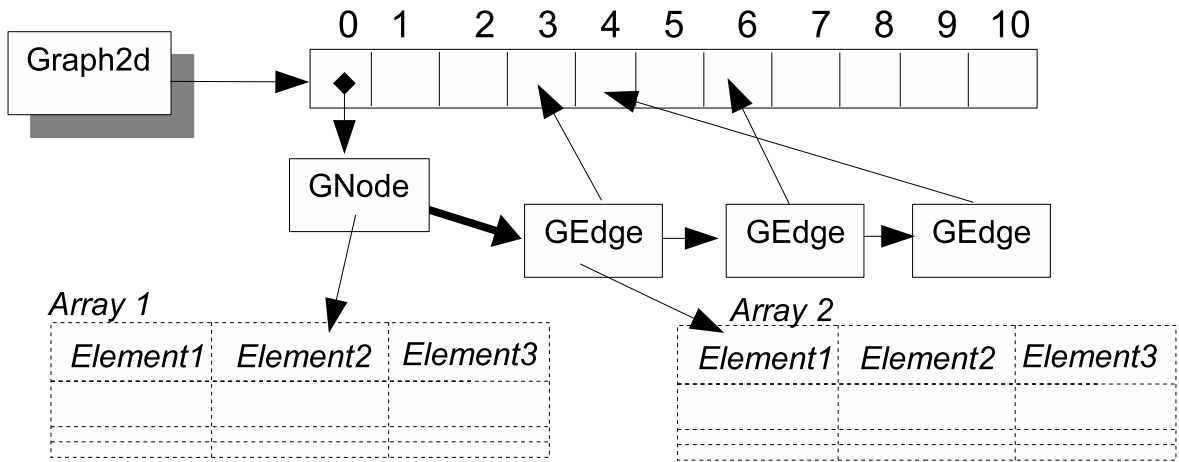 0 1 2 3 4 5 6 7 8 9 10
Graph2d
GNode
GEdge GEdge GEdge
Array 1
Element1 Element2 Element3
Array 2
Element1 Element2 Element3